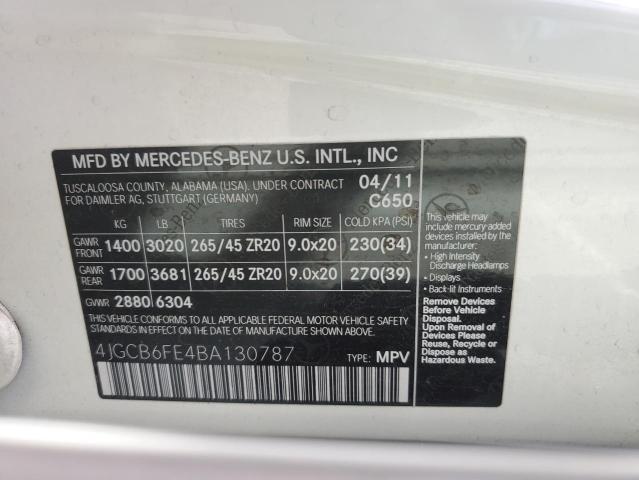 MFD BY MERCEDES-BENZ U.S. INTL., INC
TUSCALOOSA COUNTY, ALABAMA (USA). UNDER CONTRACT 04/11
FOR DAIMLER AG, STUTTGART (GERMANY) C650
KG LB TIRES RIM SIZE COLD KPA (PSI)
GAWR FRONT 1400 3020 265/45 ZR20 9.0x20 230(34)
GAWR REAR 1700 3681 265/45 ZR20 9.0x20 270(39)
GVWR 2880 6304
THIS VEHICLE CONFORMS TO ALL APPLICABLE FEDERAL MOTOR VEHICLE SAFETY
STANDARDS IN EFFECT ON THE DATE OF MANUFACTURE SHOWN ABOVE.
4JGCB6FE4BA130787 TYPE: MPV
This vehicle may include
mercury-added
devices installed by the
manufacturer:
• High Intensity
Discharge Headlamps
• Displays
• Back-lit Instruments
Remove Devices
Before Vehicle
Disposal.
Upon Removal of
Devices Please
Reuse, Recycle or
Dispose as
Hazardous Waste.